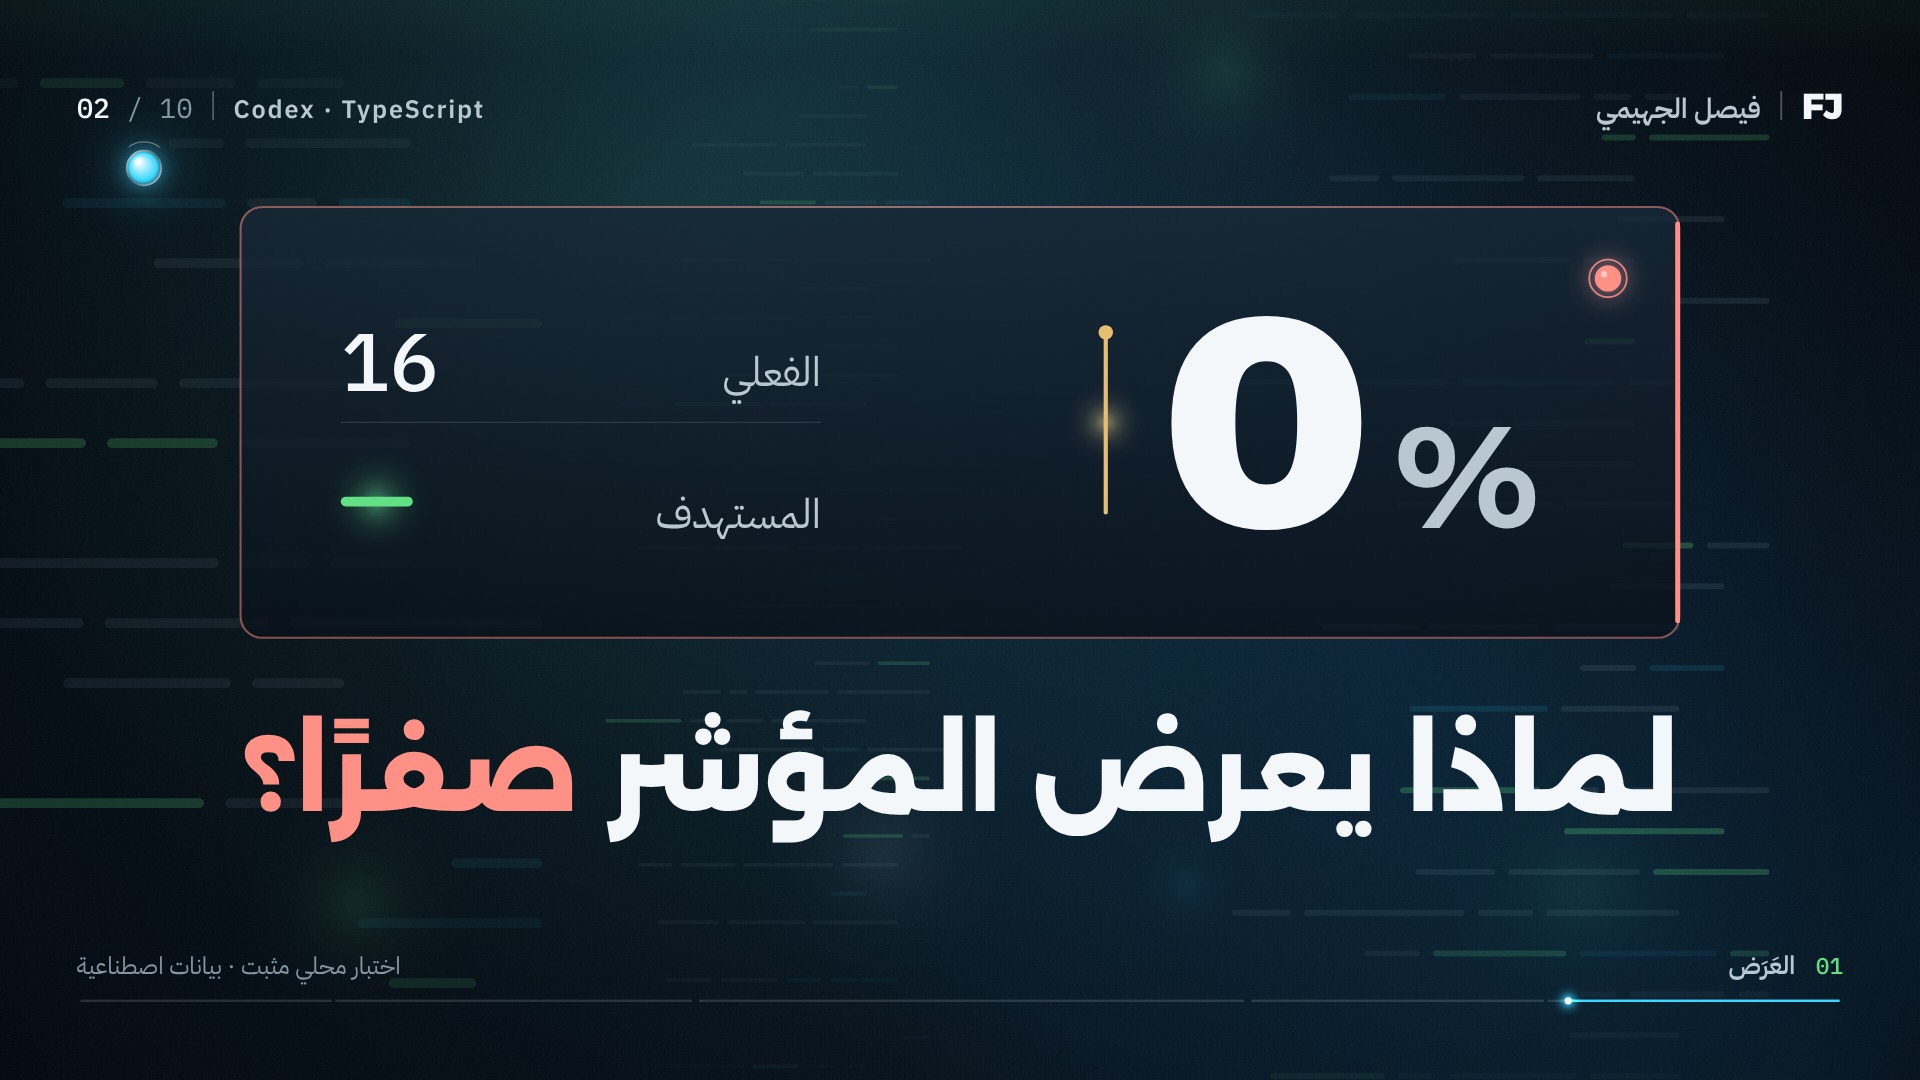 02 / 10 | Codex · TypeScript
فيصل الجهيمي | FJ
0%
الفعلي 16
المستهدف
لماذا يعرض المؤشر صفرًا؟
01 العَرَض
اختبار محلي مثبت · بيانات اصطناعية